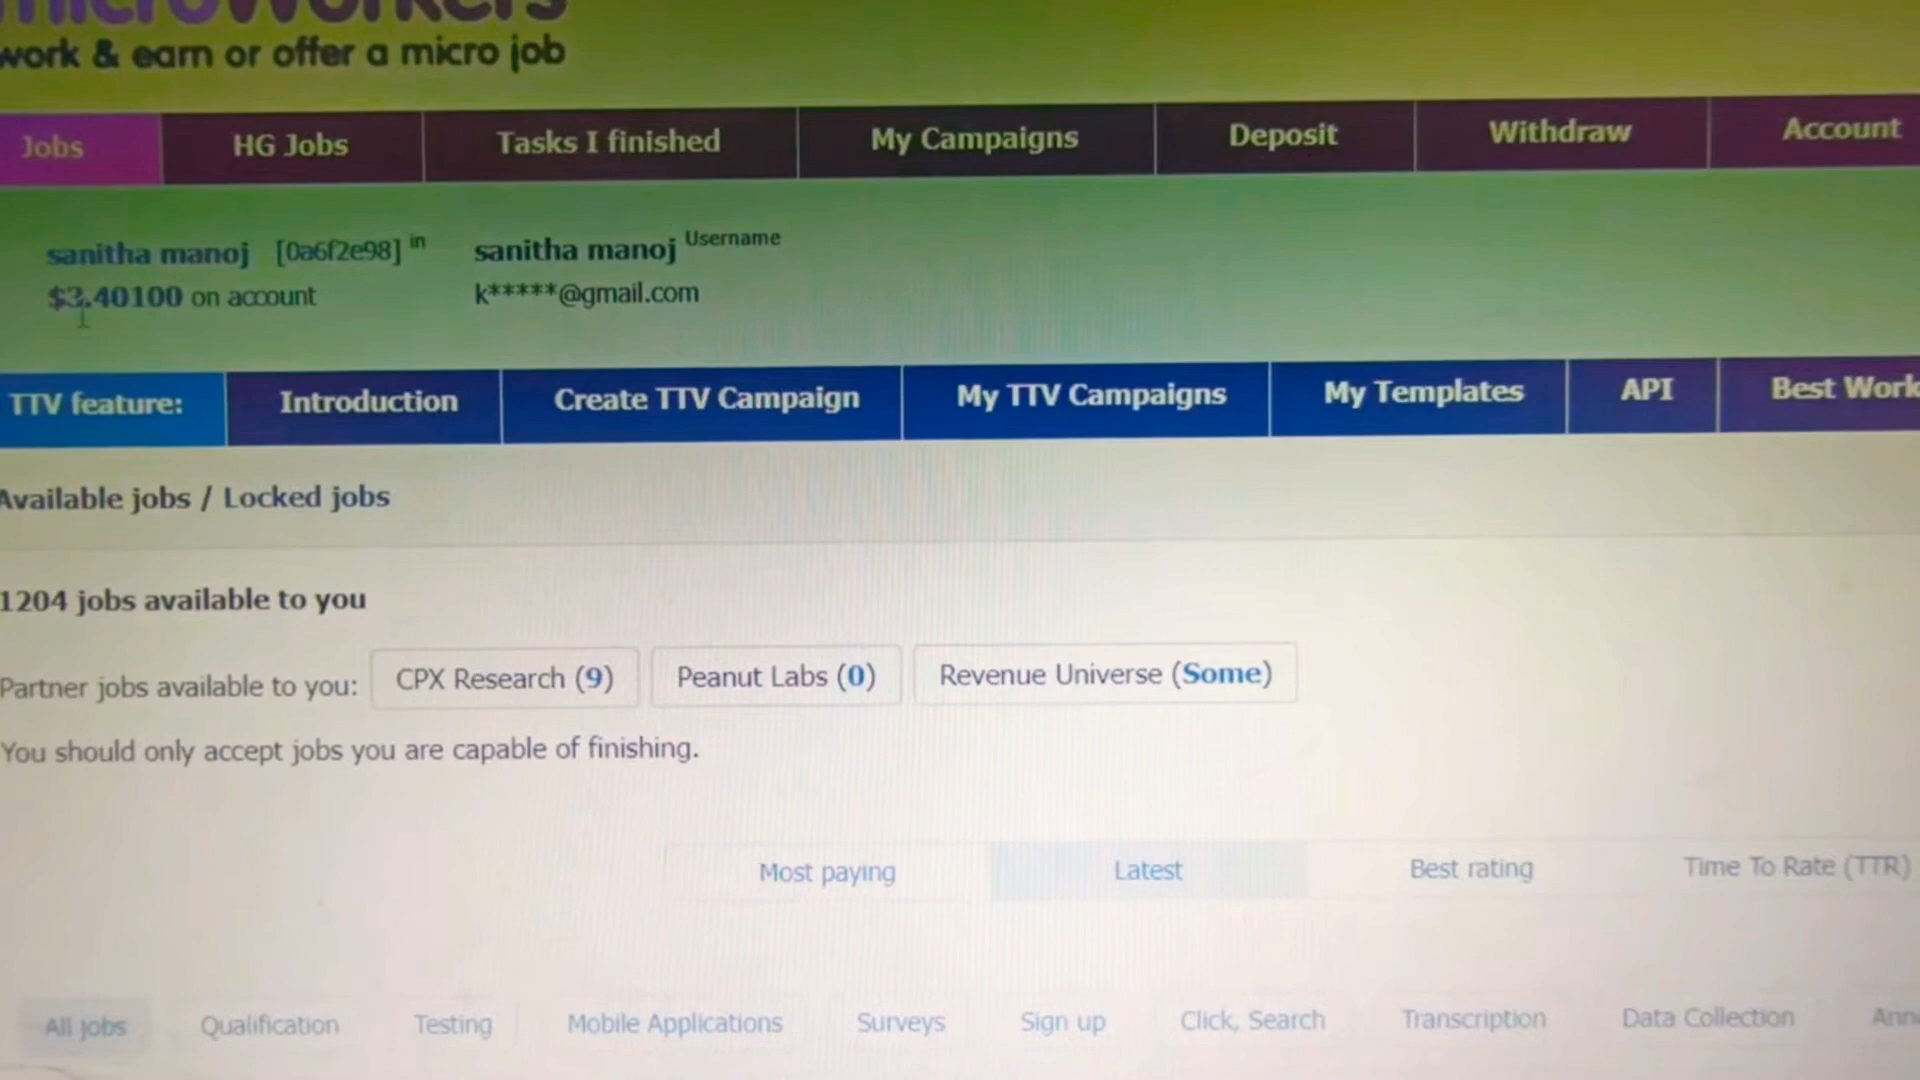 microworkers
work & earn or offer a micro job
Jobs HG Jobs Tasks I finished My Campaigns Deposit Withdraw Account
sanitha manoj [0a6f2e98] in sanitha manoj Username
$3.40100 on account k*****@gmail.com
TTV feature: Introduction Create TTV Campaign My TTV Campaigns My Templates API Best Work
Available jobs / Locked jobs
1204 jobs available to you
Partner jobs available to you: CPX Research (9) Peanut Labs (0) Revenue Universe (Some)
You should only accept jobs you are capable of finishing.
Most paying Latest Best rating Time To Rate (TTR)
All jobs Qualification Testing Mobile Applications Surveys Sign up Click, Search Transcription Data Collection Ann